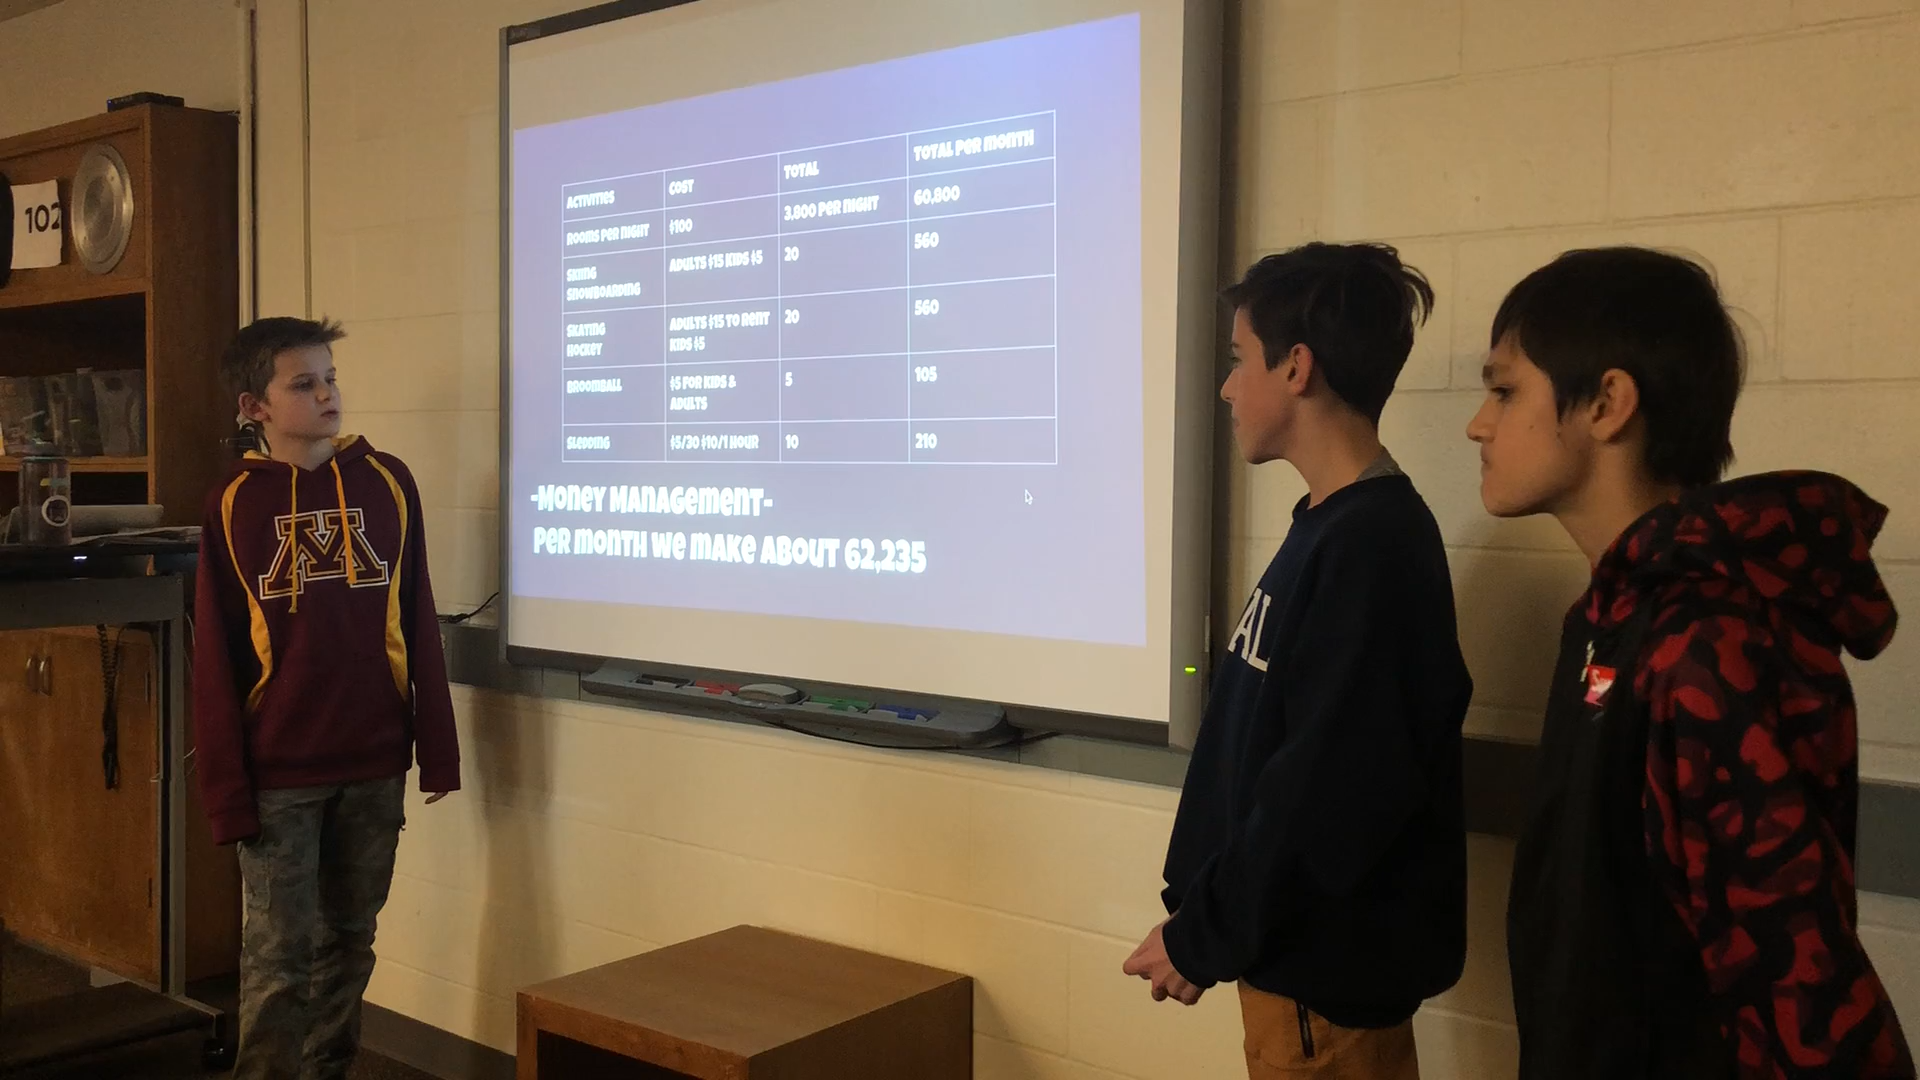 102
ACTIVITIES COST TOTAL TOTAL PER MONTH
ROOMS PER NIGHT $100 3,800 PER NIGHT 60,800
SKIING ADULTS $15 KIDS $5 20 560
SNOWBOARDING
SKATING ADULTS $15 TO RENT 20 560
HOCKEY KIDS $5
BROOMBALL $5 FOR KIDS & 5 105
ADULTS
SLEDDING $5/30 $10/1 HOUR 10 210
-MONEY MANAGEMENT-
PER MONTH WE MAKE ABOUT 62,235
M
AL